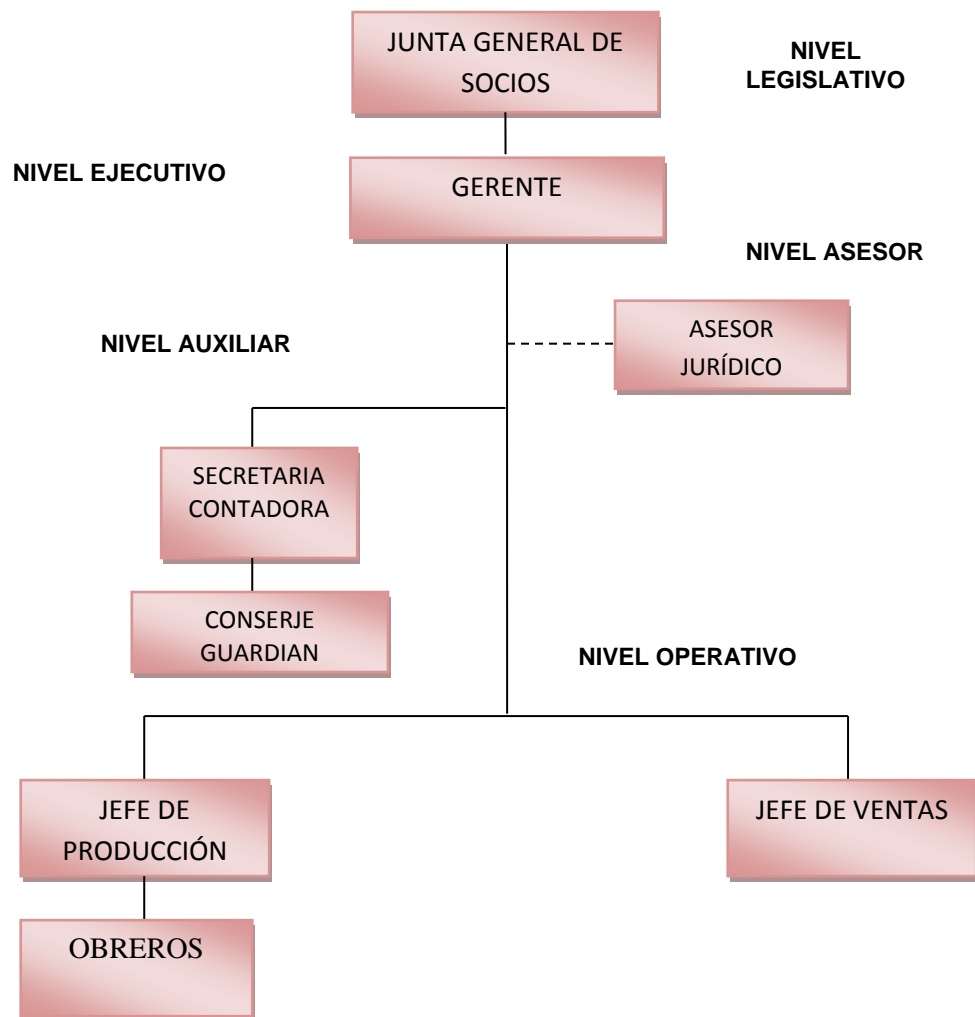 JUNTA GENERAL DE
SOCIOS
NIVEL
LEGISLATIVO
NIVEL EJECUTIVO
GERENTE
NIVEL ASESOR
ASESOR
JURÍDICO
NIVEL AUXILIAR
SECRETARIA
CONTADORA
CONSERJE
GUARDIAN
NIVEL OPERATIVO
JEFE DE
PRODUCCIÓN
JEFE DE VENTAS
OBREROS